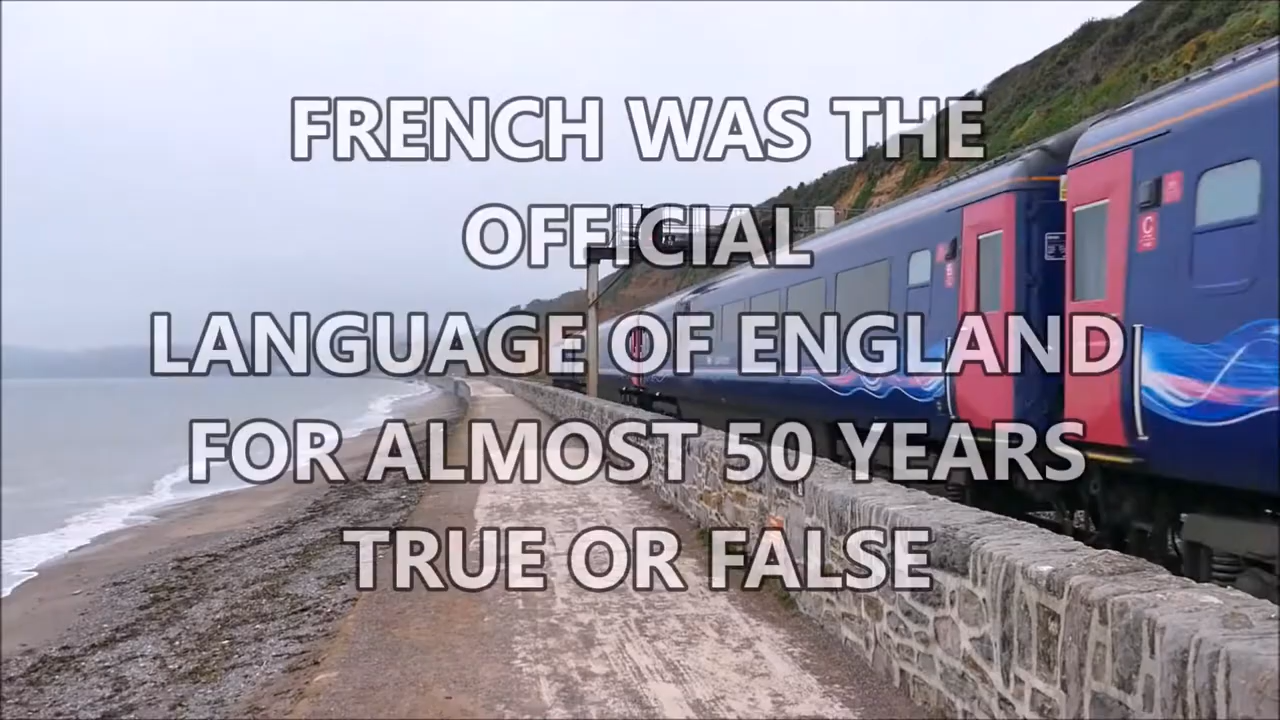 FRENCH WAS THE
OFFICIAL
LANGUAGE OF ENGLAND
FOR ALMOST 50 YEARS
TRUE OR FALSE
C